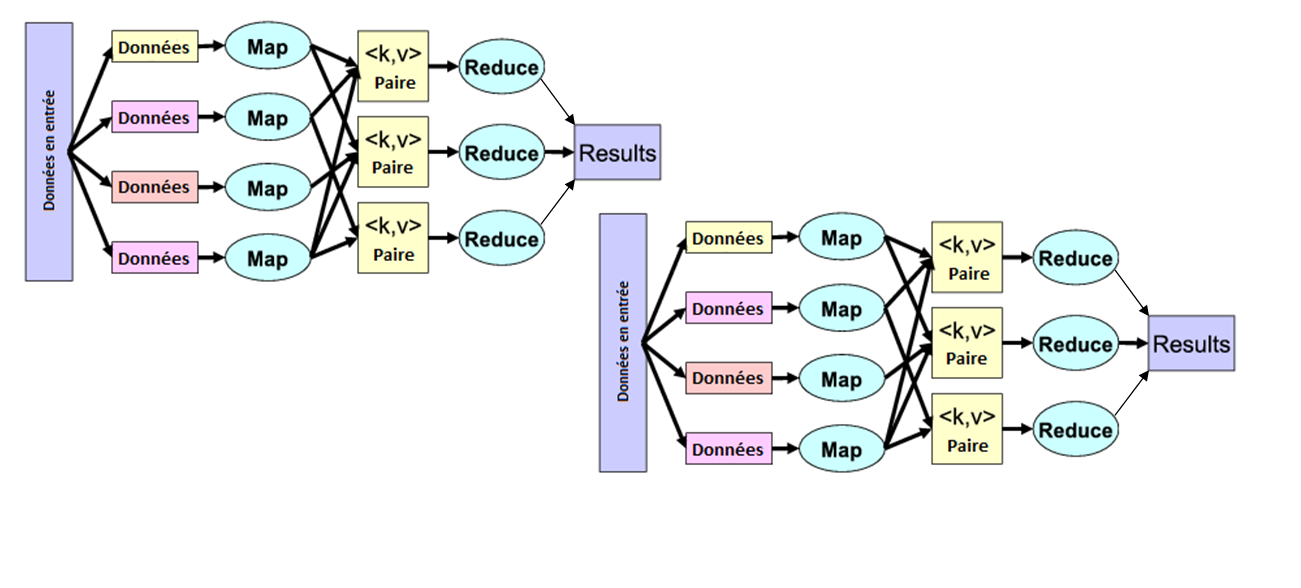 Données en entrée
Données
Map
<k,v>
Paire
Reduce
Données
Map
<k,v>
Paire
Reduce
Results
Données
Map
<k,v>
Paire
Reduce
Données
Map
Données en entrée
Données
Map
<k,v>
Paire
Reduce
Données
Map
<k,v>
Paire
Reduce
Results
Données
Map
<k,v>
Paire
Reduce
Données
Map